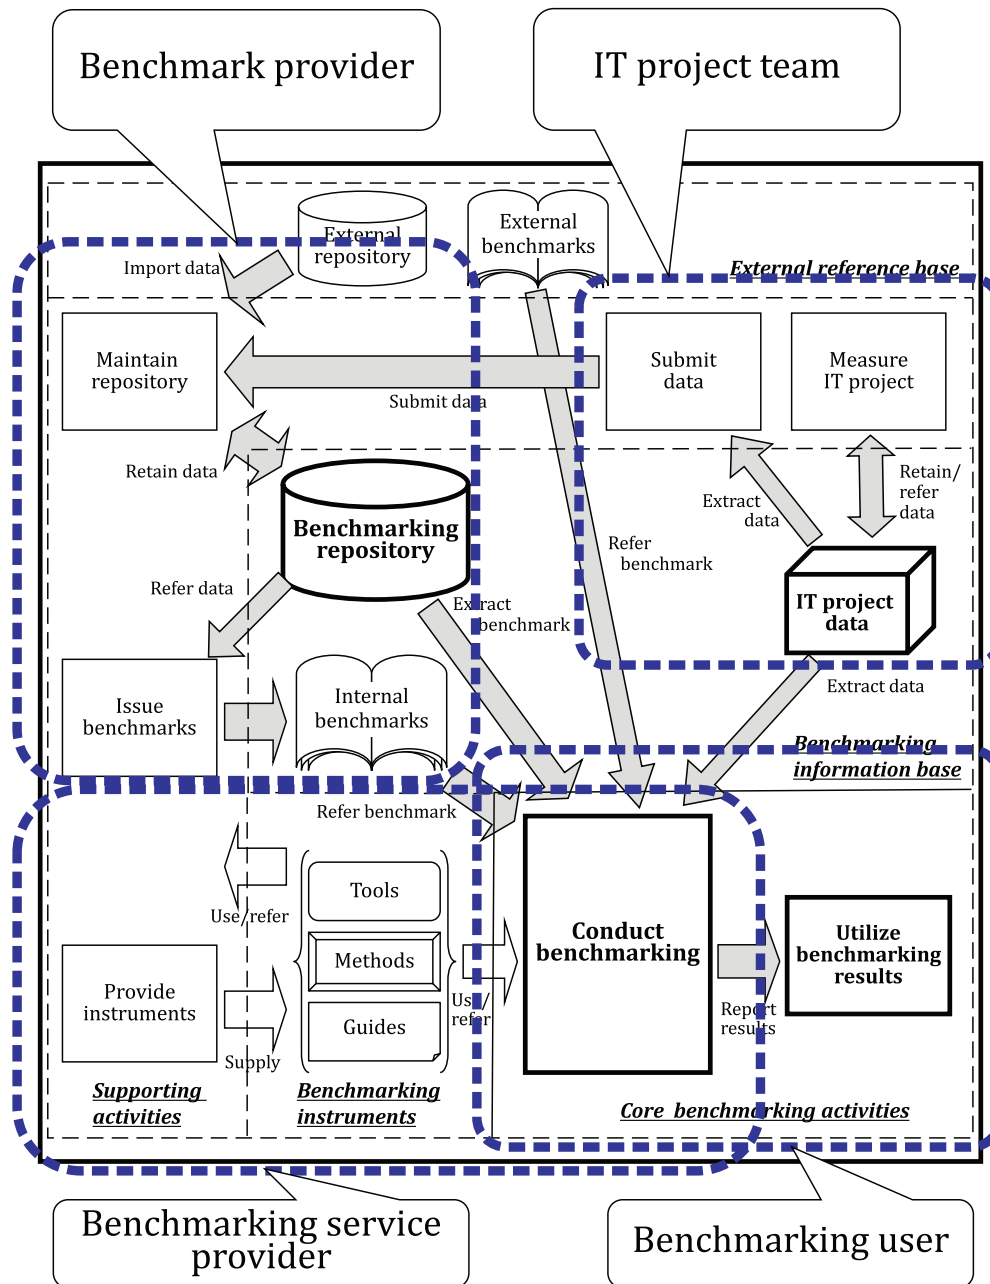 Benchmark provider
IT project team
External
repository
External
benchmarks
Import data
External reference base
Maintain
repository
Submit
data
Measure
IT project
Submit data
Retain data
Extract
data
Retain/
refer
data
Benchmarking
repository
Refer
benchmark
Refer data
Extract
benchmark
IT project
data
Issue
benchmarks
Internal
benchmarks
Extract data
Benchmarking
information base
Refer benchmark
Use/refer
Tools
Methods
Guides
Conduct
benchmarking
Utilize
benchmarking
results
Provide
instruments
Use/
refer
Report
results
Supply
Supporting
activities
Benchmarking
instruments
Core benchmarking activities
Benchmarking service
provider
Benchmarking user